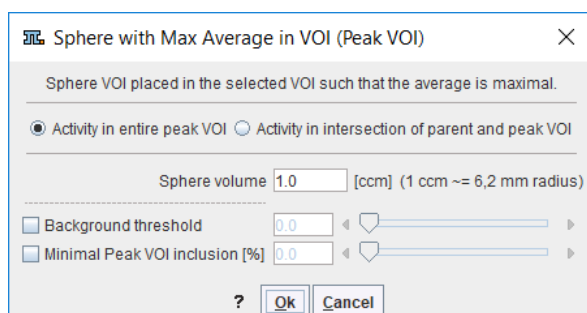 Sphere with Max Average in VOI (Peak VOI)
Sphere VOI placed in the selected VOI such that the average is maximal.
Activity in entire peak VOI Activity in intersection of parent and peak VOI
Sphere volume 1.0 [ccm] (1 ccm ~= 6,2 mm radius)
Background threshold 0.0
Minimal Peak VOI inclusion [%] 0.0
? Ok Cancel